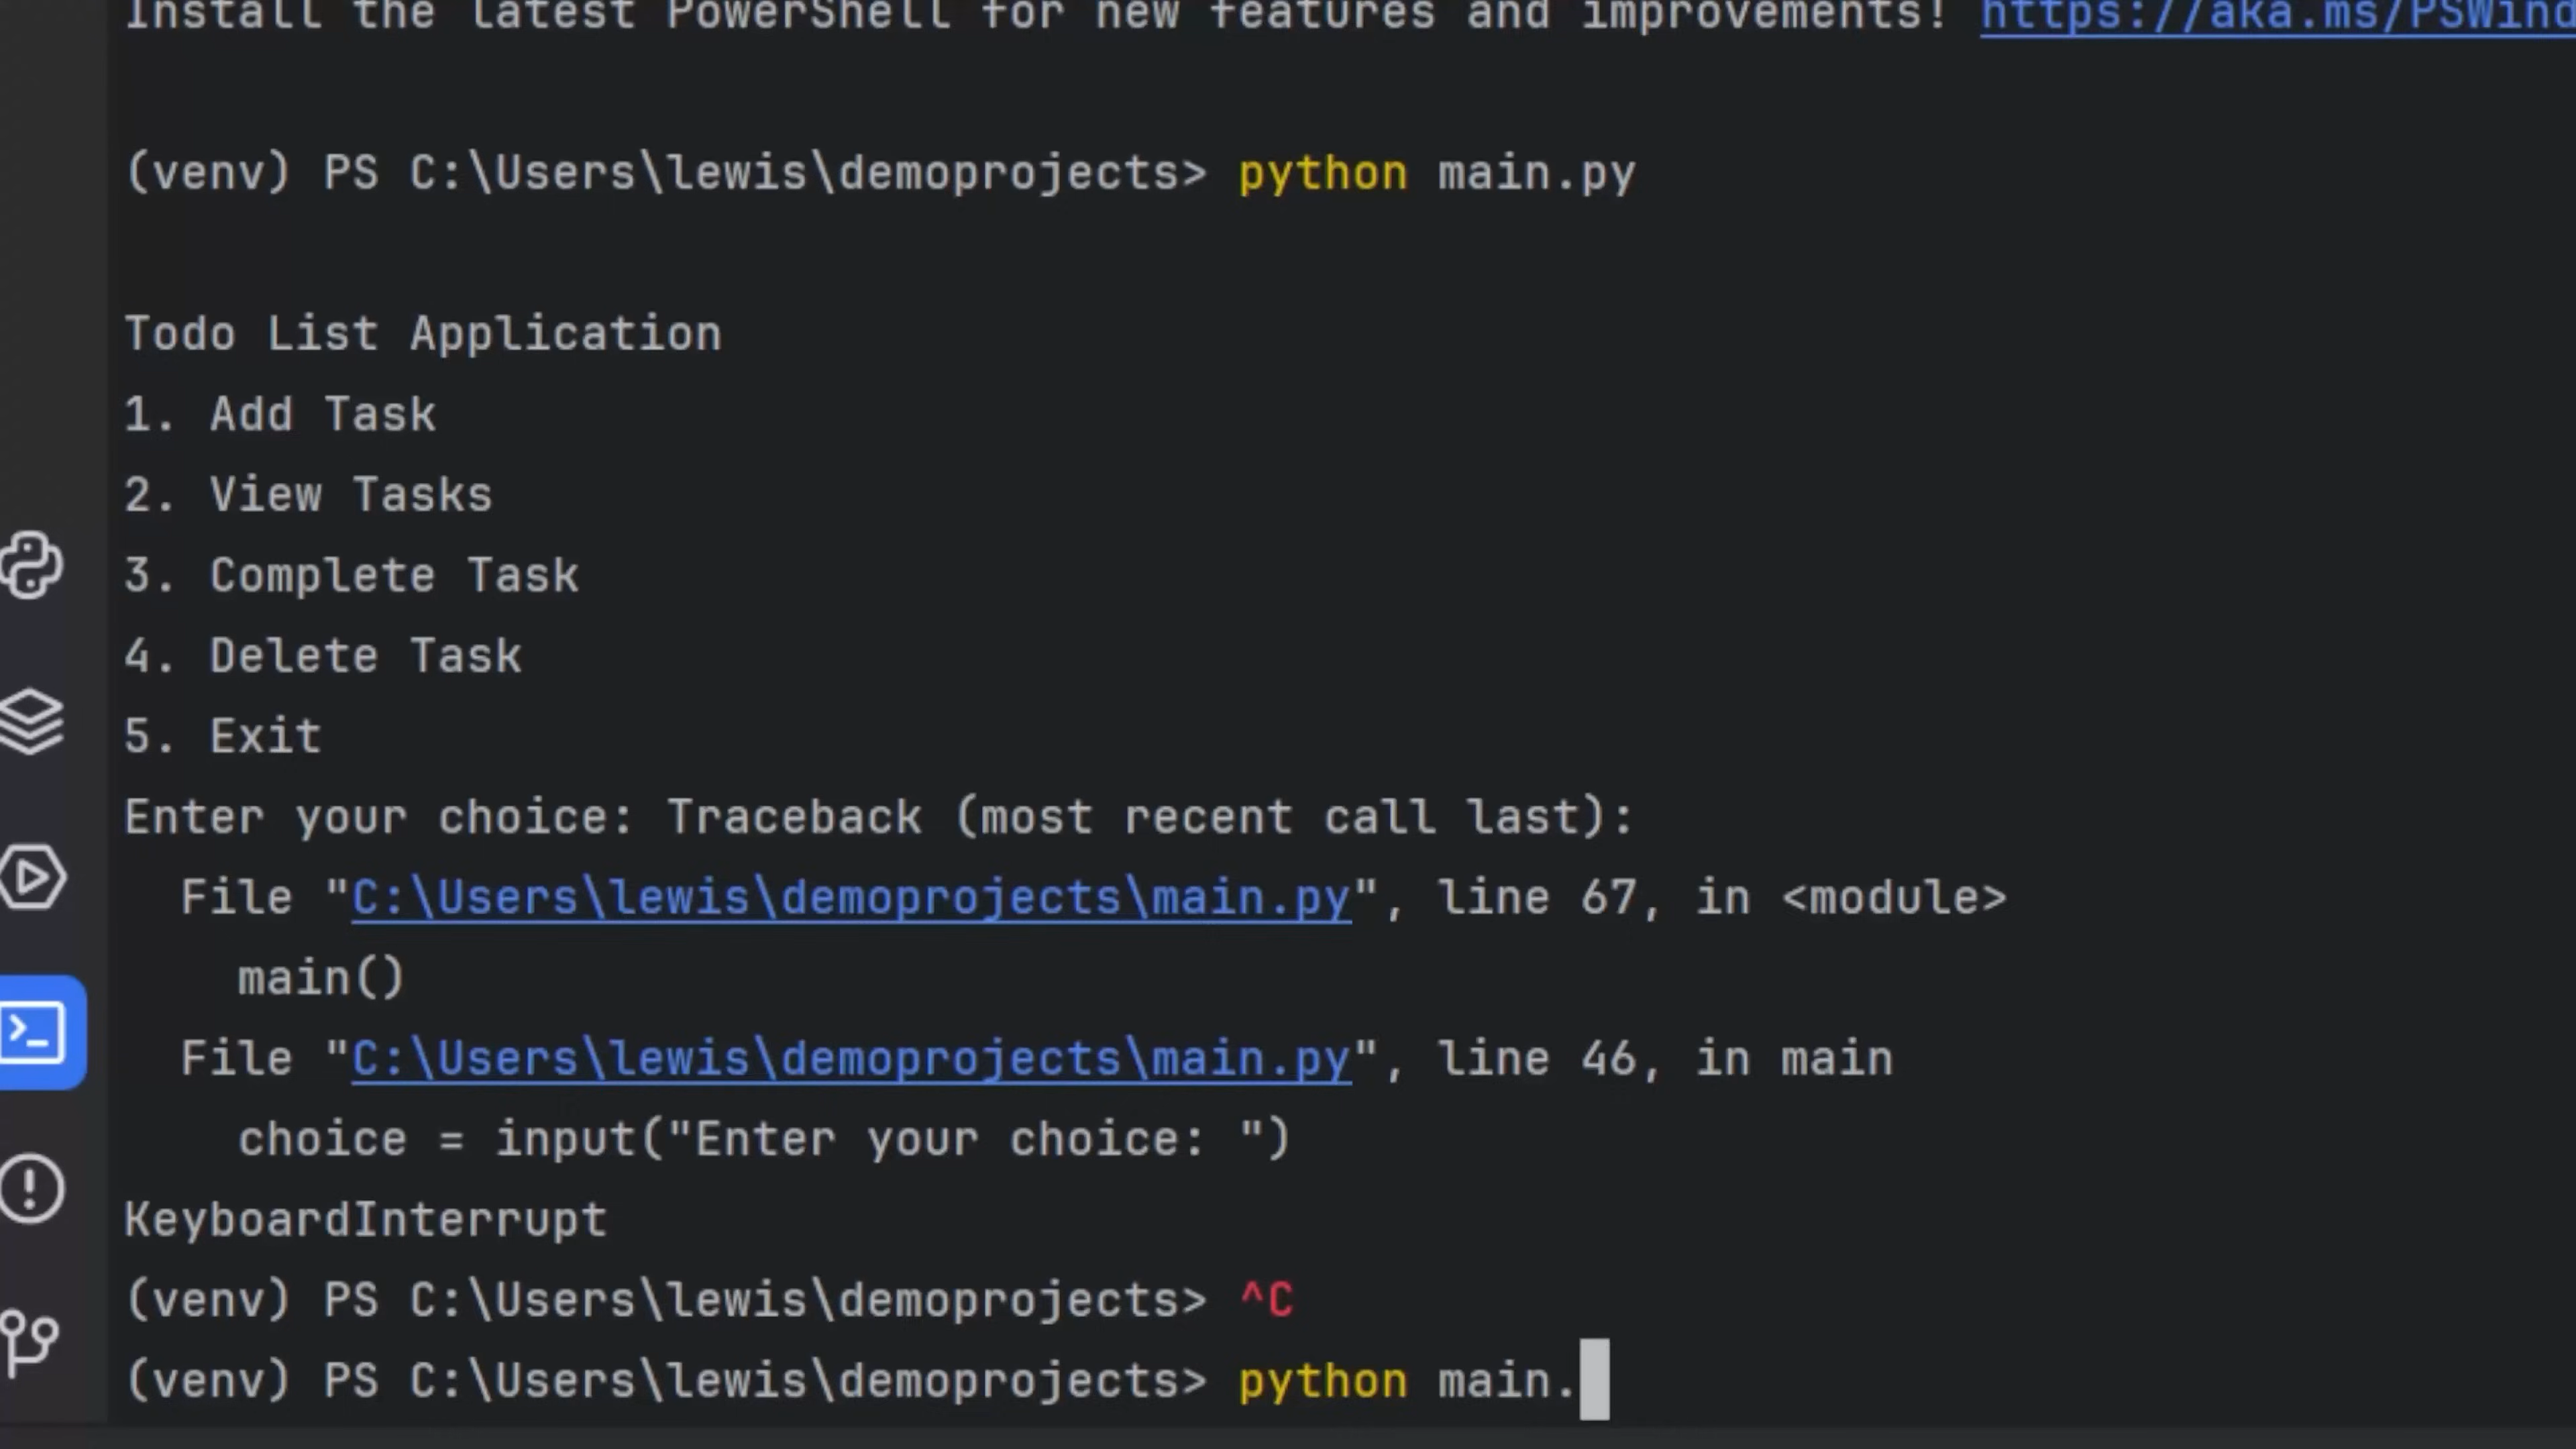 Install the latest PowerShell for new features and improvements! https://aka.ms/PSWind
(venv) PS C:\Users\lewis\demoprojects> python main.py
Todo List Application
1. Add Task
2. View Tasks
3. Complete Task
4. Delete Task
5. Exit
Enter your choice: Traceback (most recent call last):
  File "C:\Users\lewis\demoprojects\main.py", line 67, in <module>
    main()
  File "C:\Users\lewis\demoprojects\main.py", line 46, in main
    choice = input("Enter your choice: ")
KeyboardInterrupt
(venv) PS C:\Users\lewis\demoprojects> ^C
(venv) PS C:\Users\lewis\demoprojects> python main.